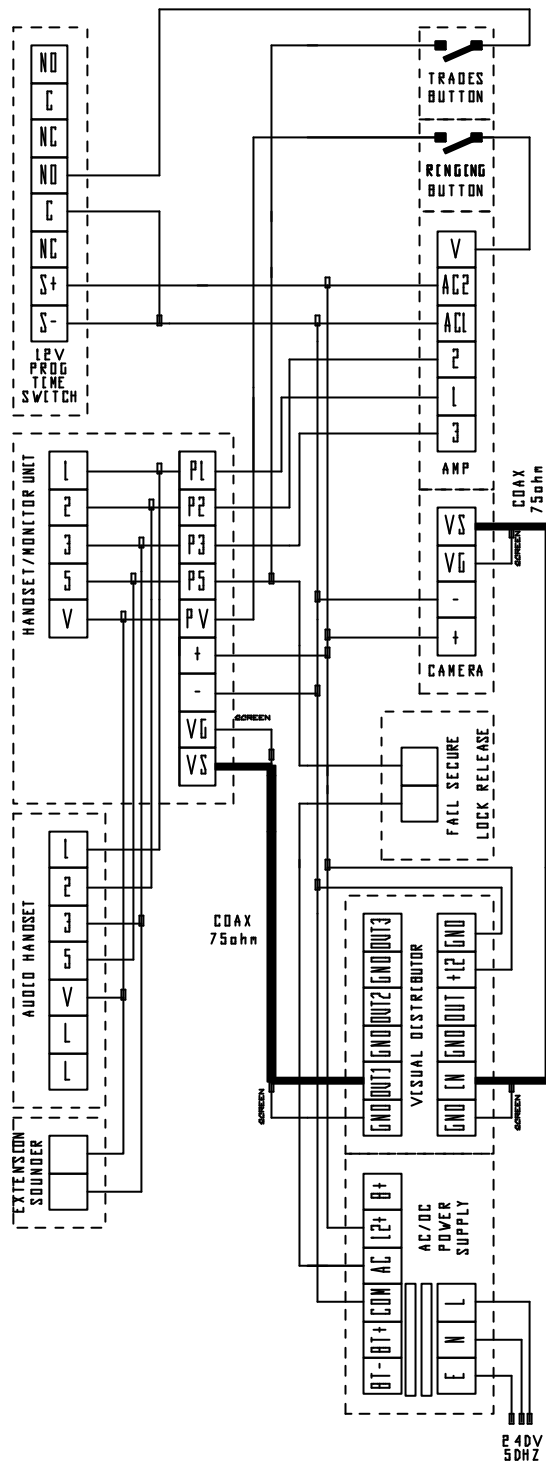 NO
C
NC
NO
C
NC
S+
S-
12V
PROG
TIME
SWITCH
TRADES
BUTTON
RINGING
BUTTON
V
AC2
AC1
2
1
3
AMP
HANDSET/MONITOR UNIT
1
2
3
5
V
P1
P2
P3
P5
PV
+
-
VG
VS
SCREEN
COAX
75ohm
VS
VG
-
+
SCREEN
CAMERA
FAIL SECURE
LOCK RELEASE
AUDIO HANDSET
1
2
3
5
V
L
L
COAX
75ohm
OUT3
GND
OUT2
GND
OUT1
GND
VISUAL DISTRIBUTOR
GND
+12
OUT
GND
IN
GND
SCREEN
SCREEN
EXTENSION
SOUNDER
B+
12+
AC
COM
BT+
BT-
AC/DC
POWER
SUPPLY
L
N
E
240V
50HZ